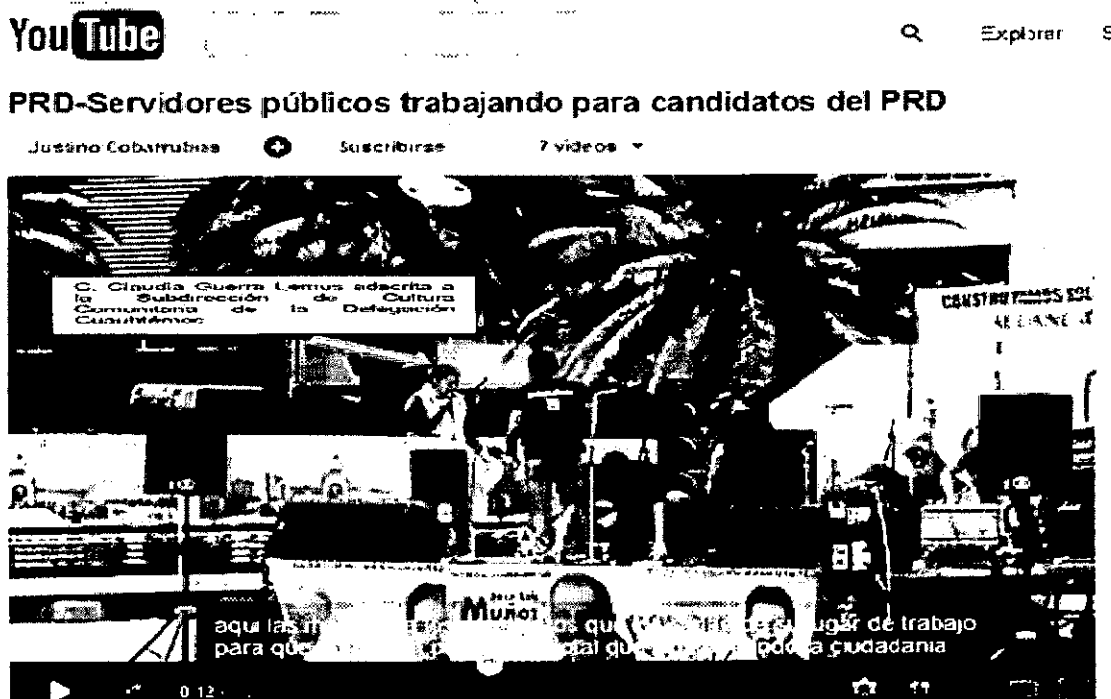 YouTube
Explorar
PRD-Servidores públicos trabajando para candidatos del PRD
Justino Cobarrubias
Suscribirse
7 videos
C. Claudia Guerra Lemus adscrita a
la Subdirección de Cultura
Comunitaria de la Delegación
Cuauhtémoc
CONSTRUYAMOS SOL
MUÑOZ
aqui las lugar de trabajo
para que ciudadania
0:12